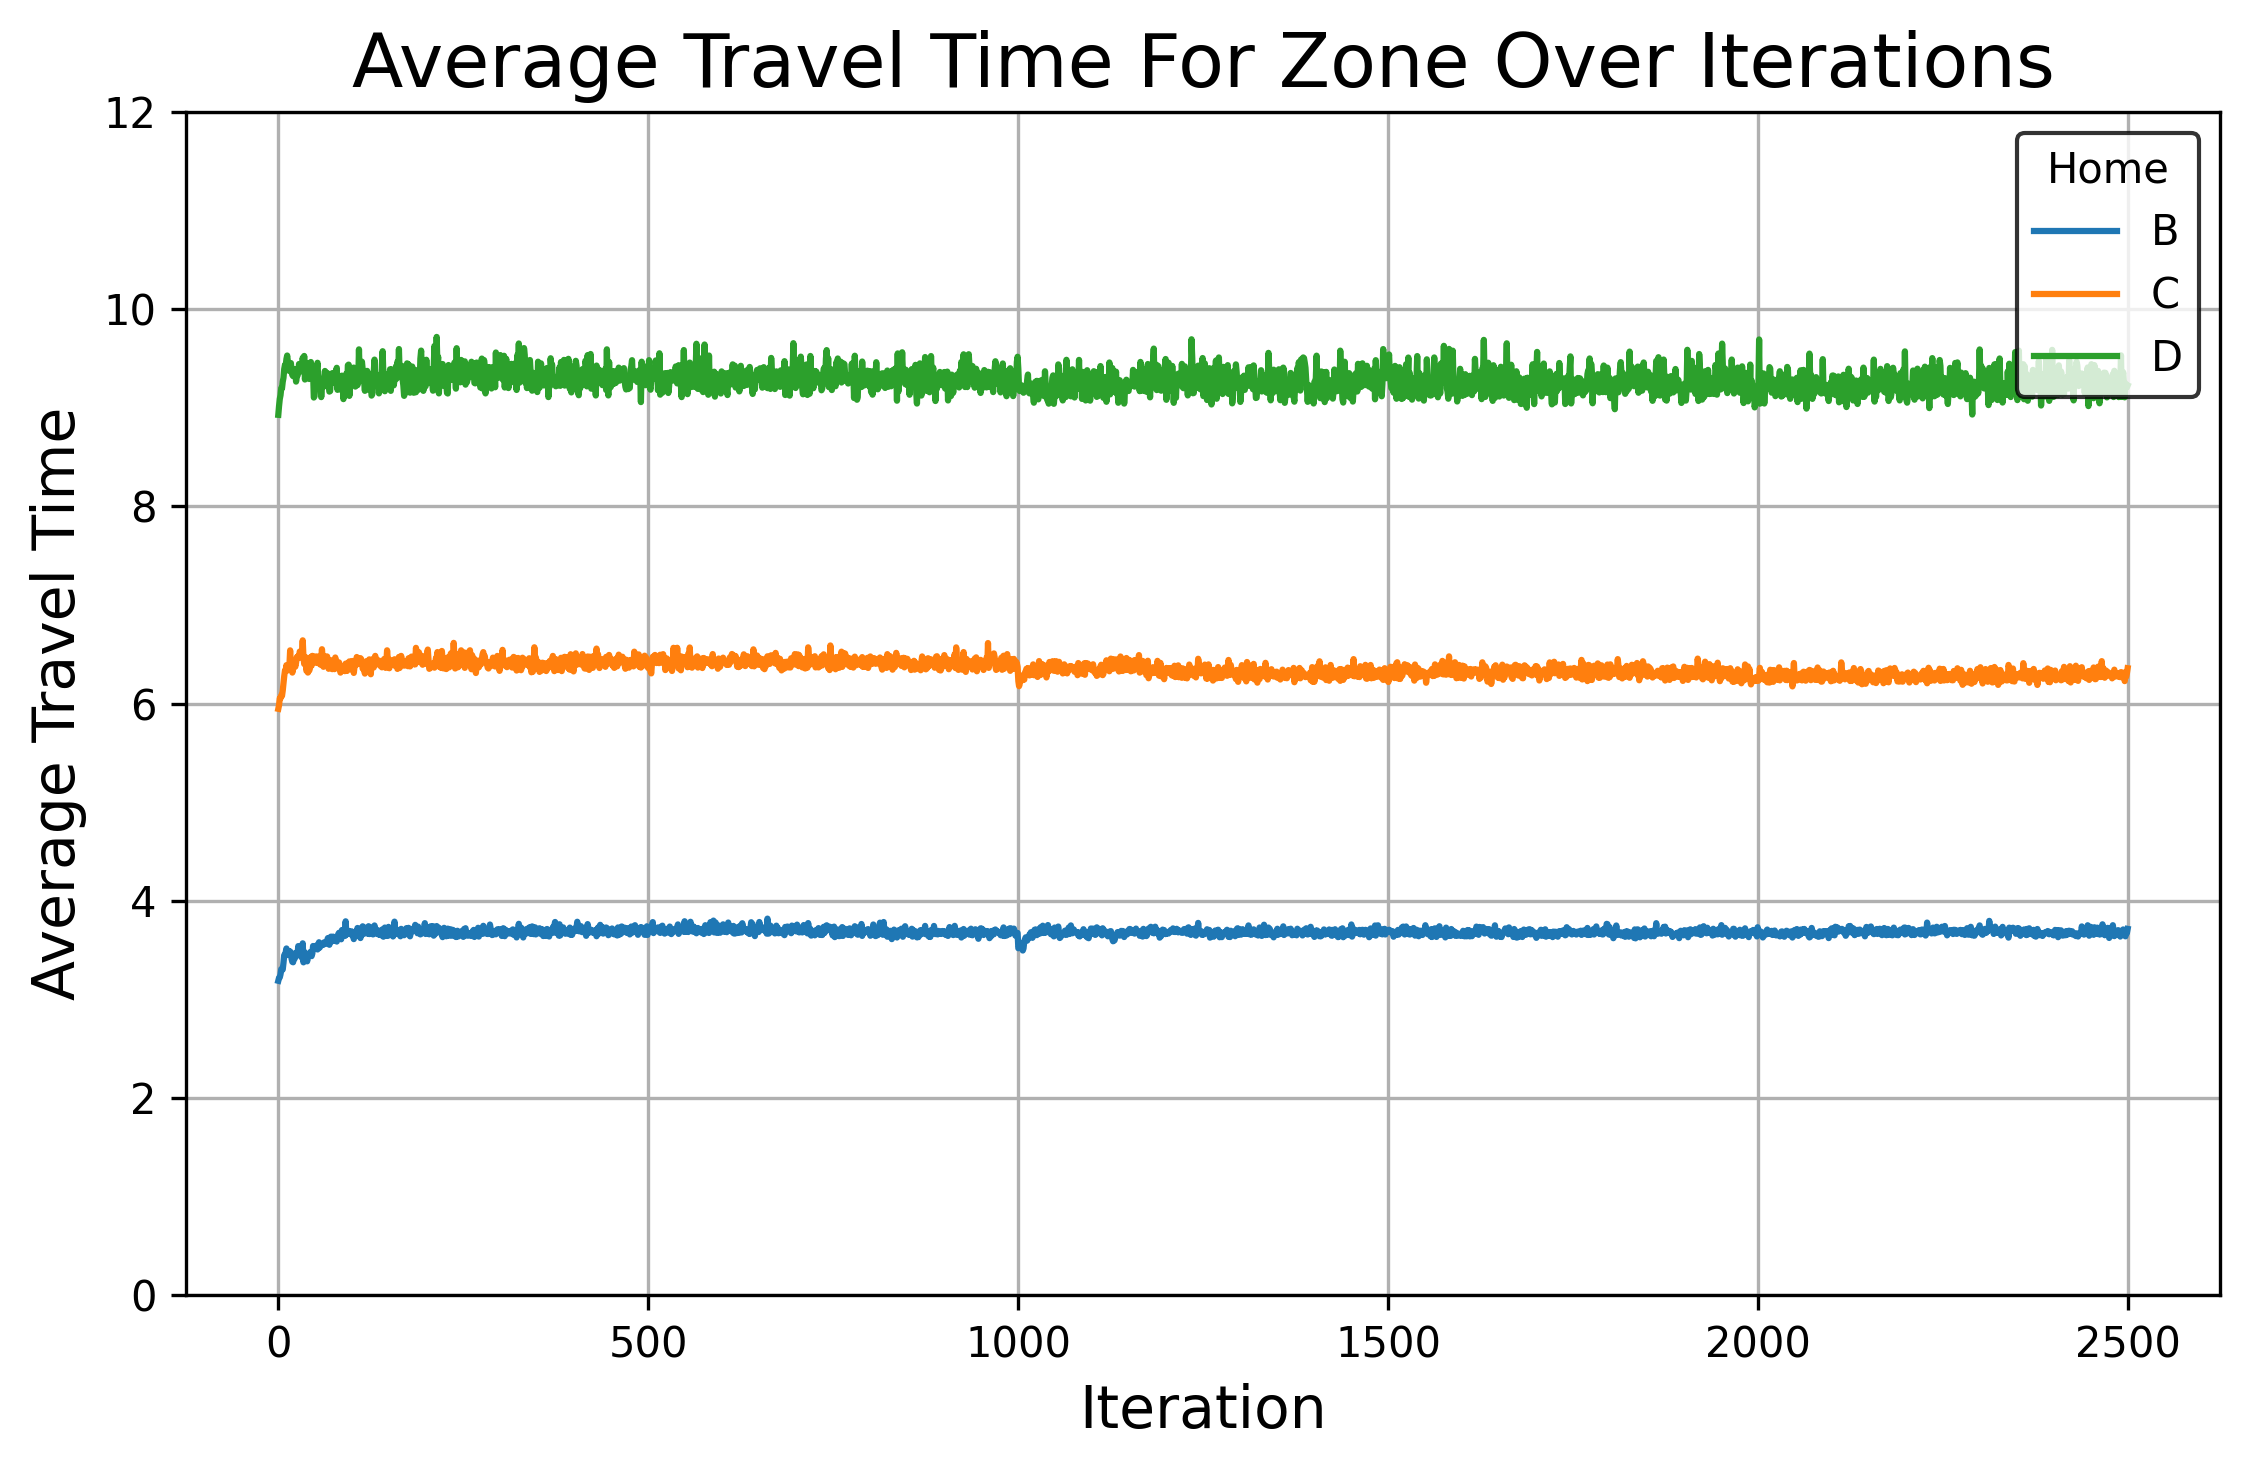 Average Travel Time For Zone Over Iterations
Average Travel Time
12
10
8
6
4
2
0
0 500 1000 1500 2000 2500
Iteration
Home
B
C
D